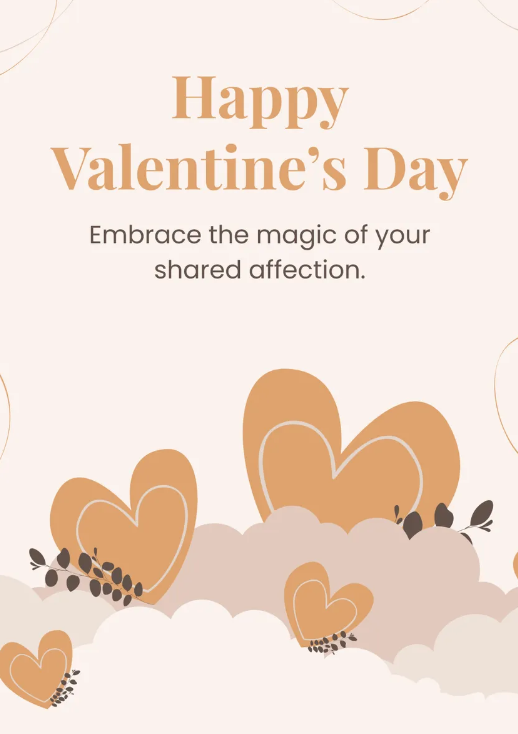 Happy
Valentine’s Day
Embrace the magic of your
shared affection.